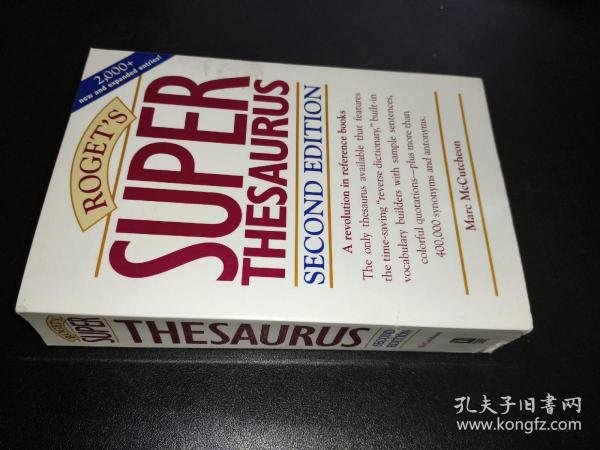 2,000+
new and expanded entries!
ROGET'S
SUPER
THESAURUS
SECOND EDITION
A revolution in reference books
The only thesaurus available that features
the time-saving "reverse dictionary," built-in
vocabulary builders with sample sentences,
colorful quotations—plus more than
400,000 synonyms and antonyms.
Marc McCutcheon
ROGET'S
SUPER
THESAURUS
SECOND
EDITION
McCutcheon
孔夫子旧書网
www.kongfz.com